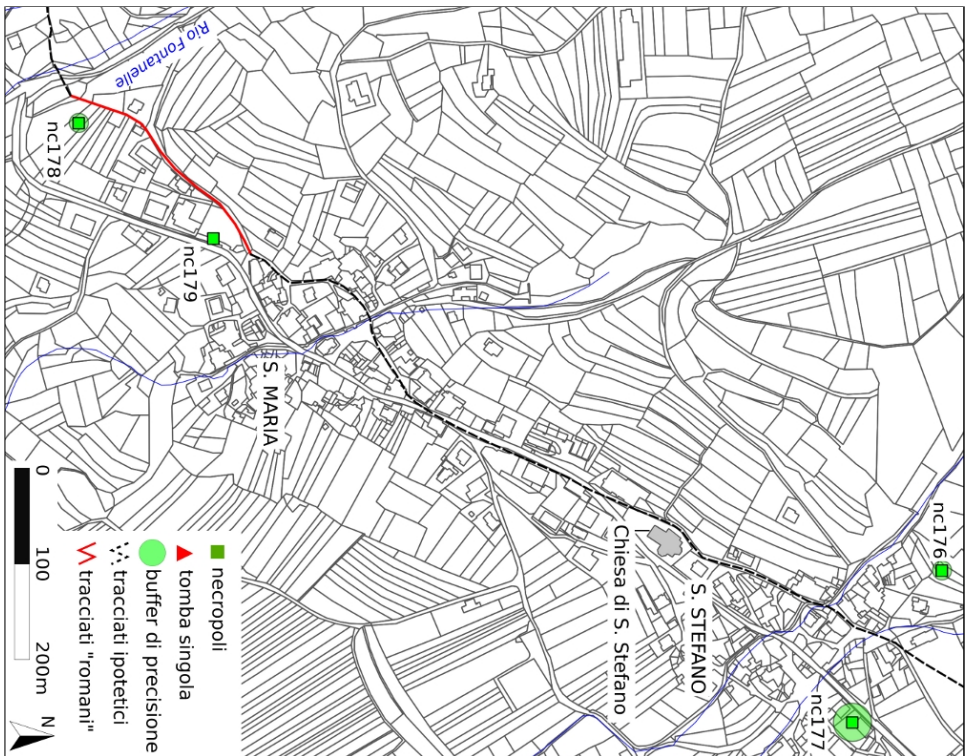 nc176
nc177
S. STEFANO
Chiesa di S. Stefano
S. MARIA
necropoli
nc179
tomba singola
Rio Fontanelle
buffer di precisione
tracciati ipotetici
tracciati "romani"
nc178
0 100 200m
N